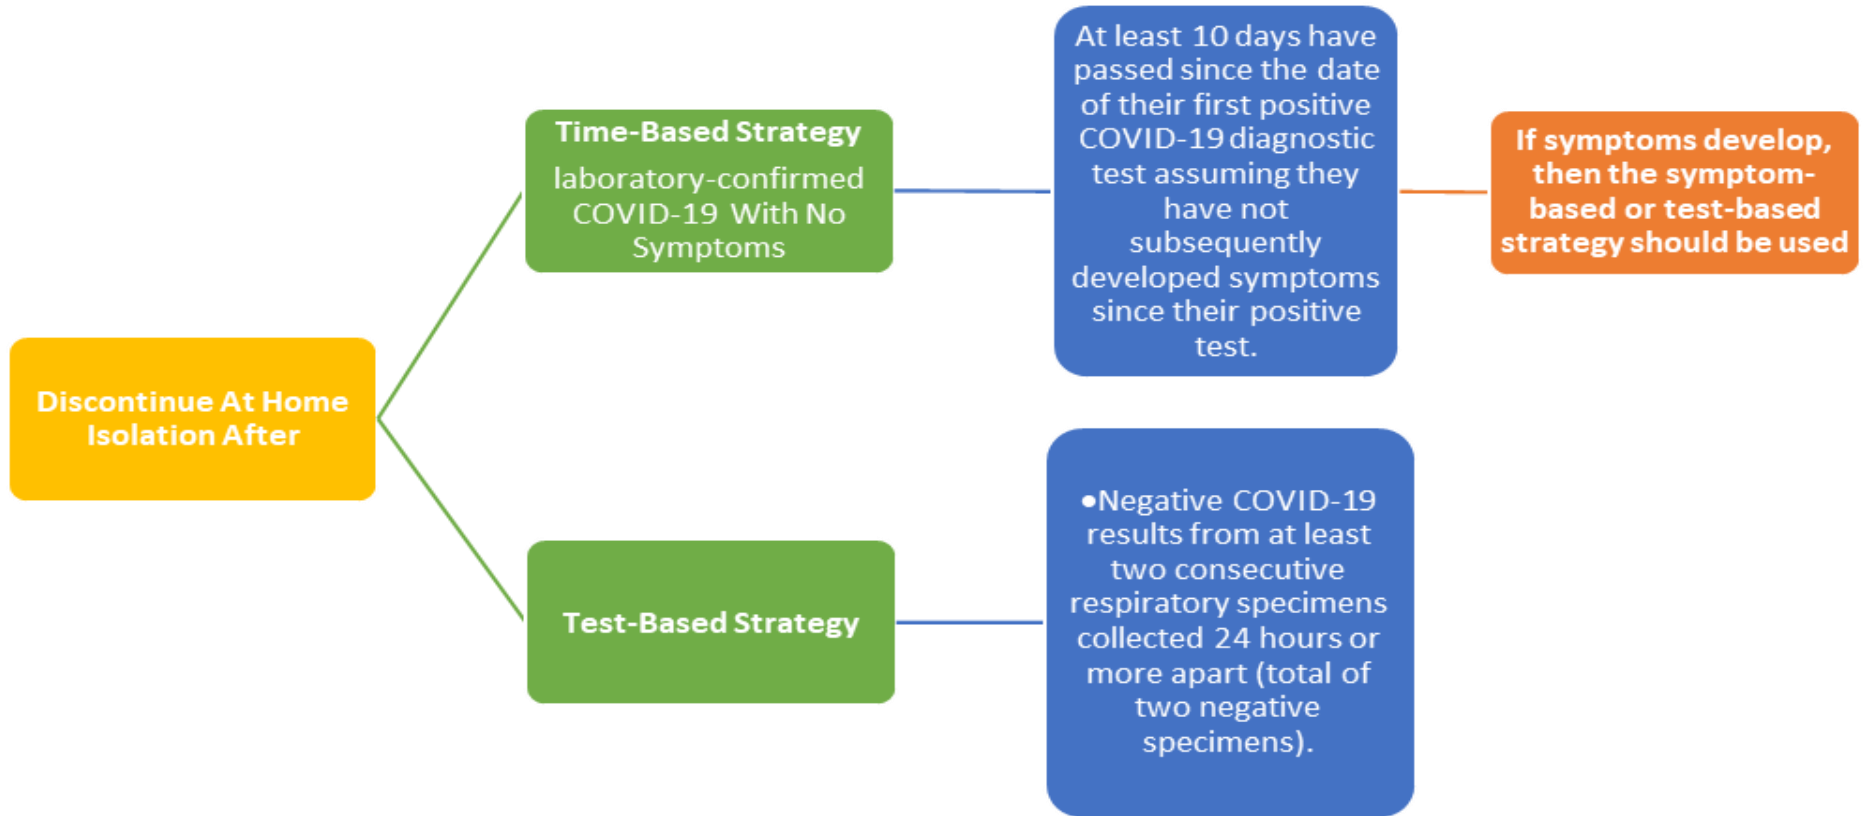 Discontinue At Home
Isolation After
Time-Based Strategy
laboratory-confirmed
COVID-19 With No
Symptoms
At least 10 days have
passed since the date
of their first positive
COVID-19 diagnostic
test assuming they
have not
subsequently
developed symptoms
since their positive
test.
If symptoms develop,
then the symptom-
based or test-based
strategy should be used
Test-Based Strategy
•Negative COVID-19
results from at least
two consecutive
respiratory specimens
collected 24 hours or
more apart (total of
two negative
specimens).